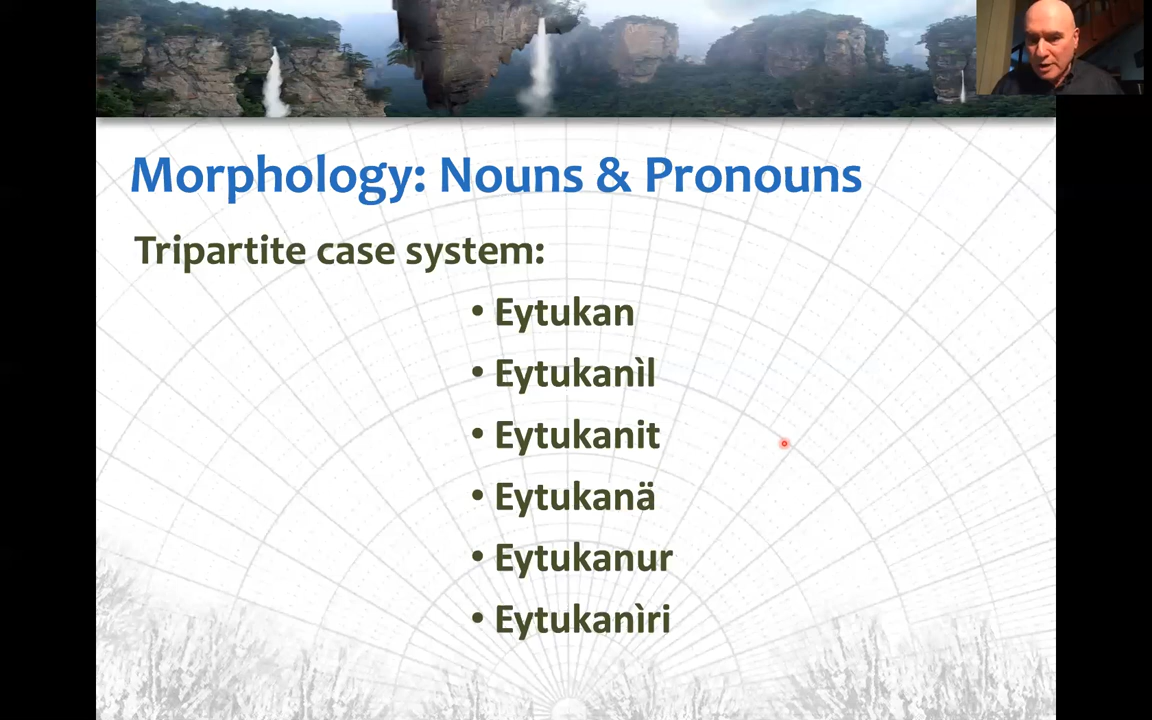 Morphology: Nouns & Pronouns
Tripartite case system:
• Eytukan
• Eytukanìl
• Eytukanit
• Eytukanä
• Eytukanur
• Eytukanìri